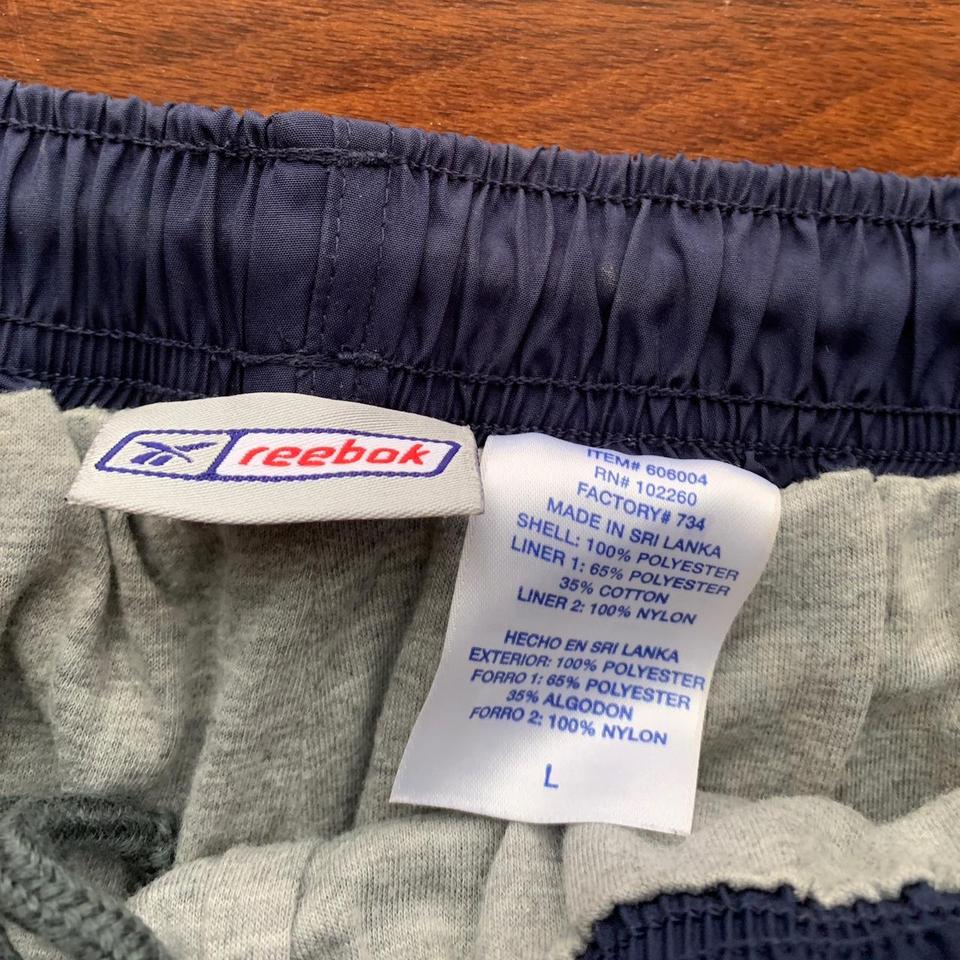 reebok
ITEM# 606004
RN# 102260
FACTORY# 734
MADE IN SRI LANKA
SHELL: 100% POLYESTER
LINER 1: 65% POLYESTER
35% COTTON
LINER 2: 100% NYLON
HECHO EN SRI LANKA
EXTERIOR: 100% POLYESTER
FORRO 1: 65% POLYESTER
35% ALGODON
FORRO 2: 100% NYLON
L